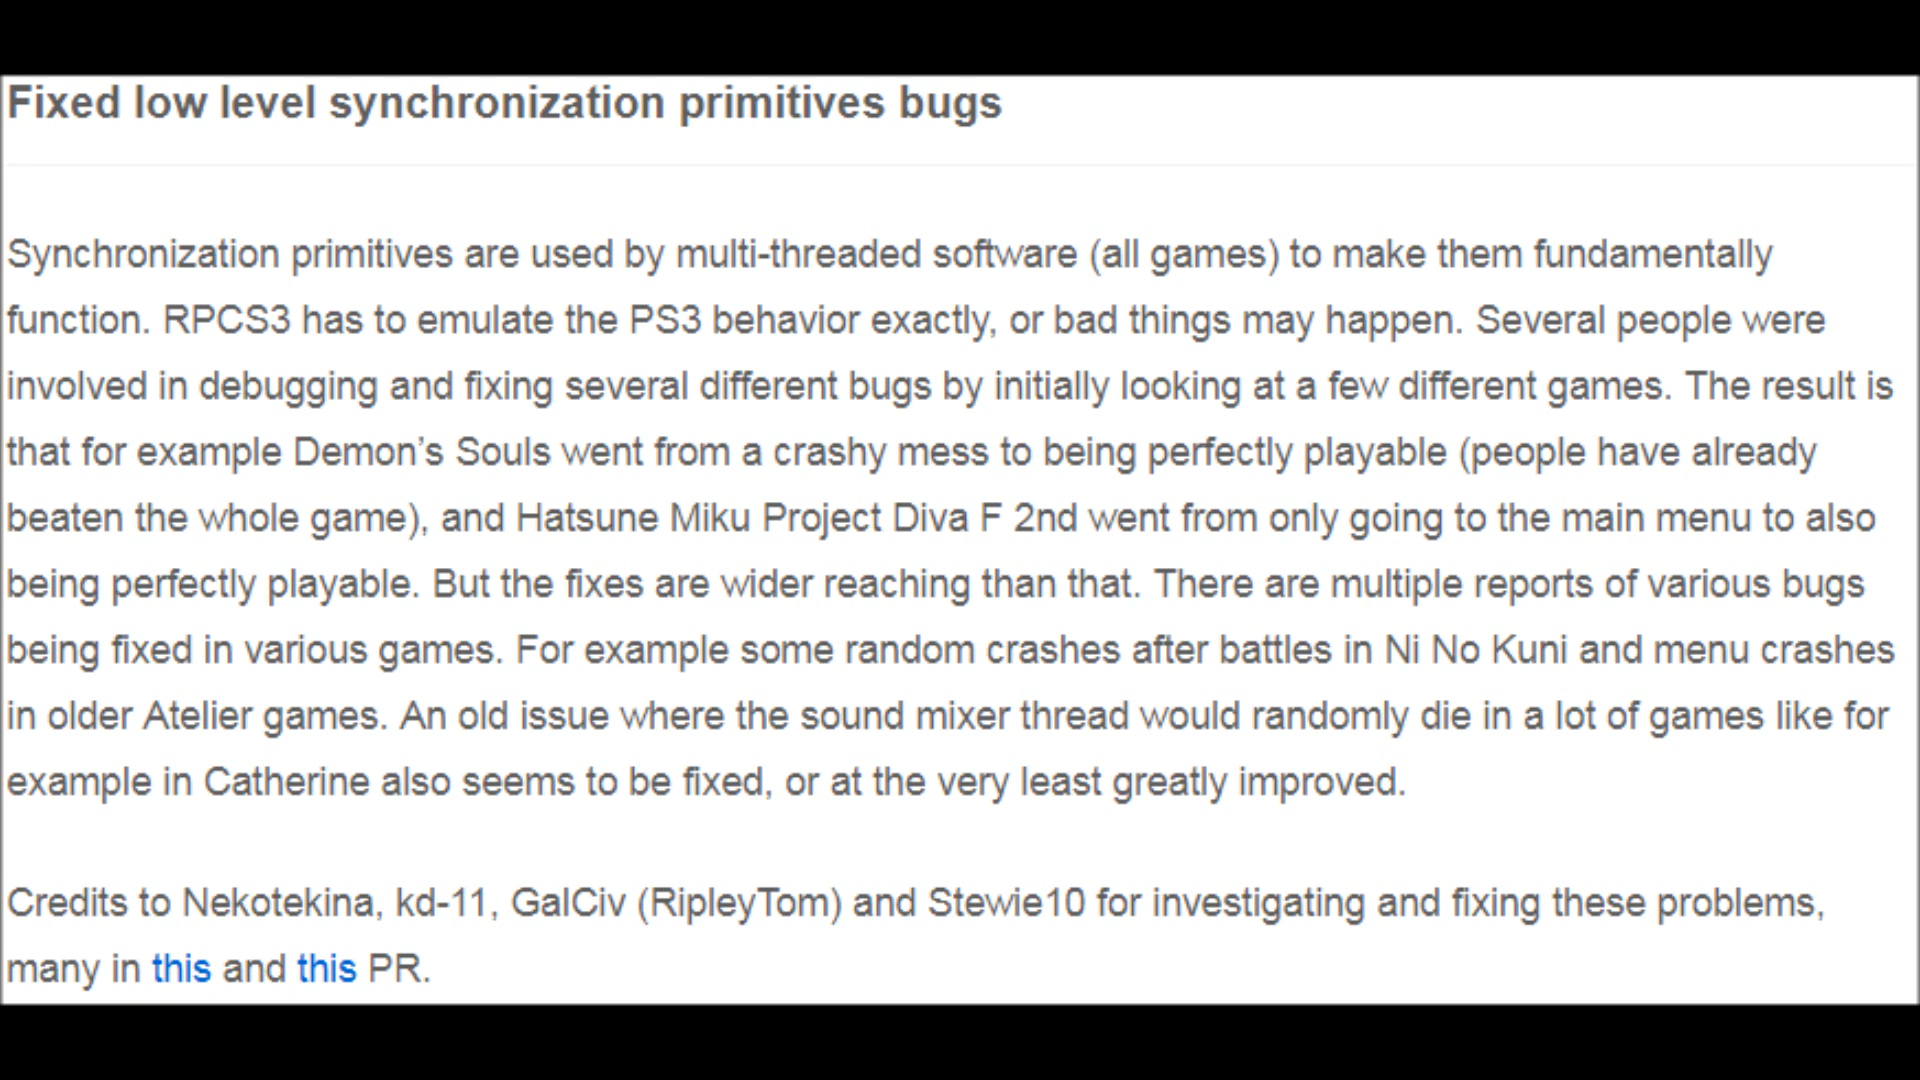 Fixed low level synchronization primitives bugs
Synchronization primitives are used by multi-threaded software (all games) to make them fundamentally
function. RPCS3 has to emulate the PS3 behavior exactly, or bad things may happen. Several people were
involved in debugging and fixing several different bugs by initially looking at a few different games. The result is
that for example Demon’s Souls went from a crashy mess to being perfectly playable (people have already
beaten the whole game), and Hatsune Miku Project Diva F 2nd went from only going to the main menu to also
being perfectly playable. But the fixes are wider reaching than that. There are multiple reports of various bugs
being fixed in various games. For example some random crashes after battles in Ni No Kuni and menu crashes
in older Atelier games. An old issue where the sound mixer thread would randomly die in a lot of games like for
example in Catherine also seems to be fixed, or at the very least greatly improved.
Credits to Nekotekina, kd-11, GalCiv (RipleyTom) and Stewie10 for investigating and fixing these problems,
many in this and this PR.